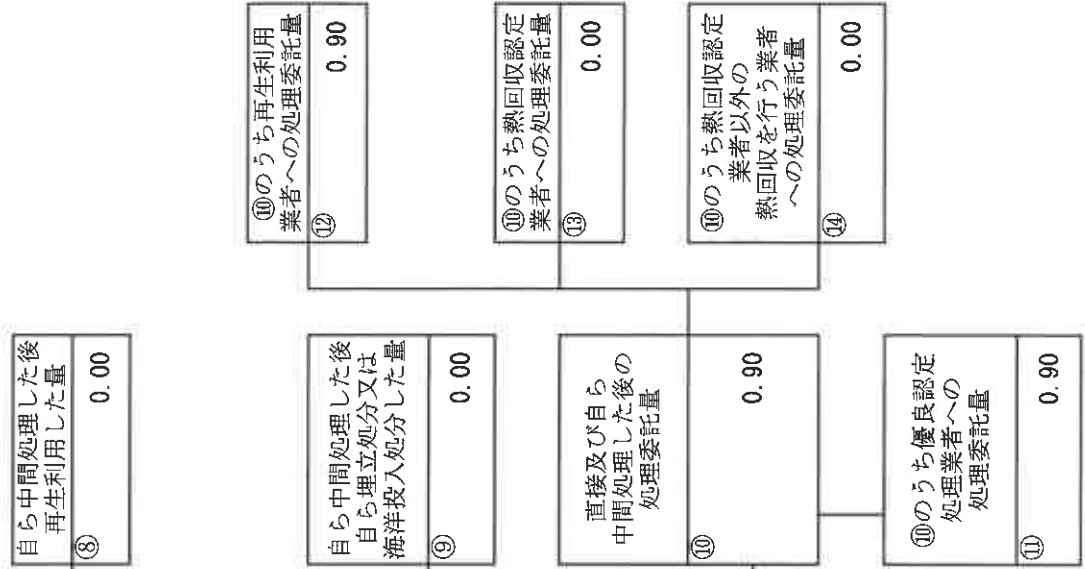 自ら中間処理した後
再生利用した量
⑧
0.00
自ら中間処理した後
自ら埋立処分又は
海洋投入処分した量
⑨
0.00
直接及び自ら
中間処理した後の
処理委託量
⑩
0.90
⑩のうち優良認定
処理業者への
処理委託量
⑪
0.90
⑩のうち再生利用
業者への処理委託量
⑫
0.90
⑩のうち熱回収認定
業者への処理委託量
⑬
0.00
⑩のうち熱回収認定
業者以外の
熱回収を行う業者
への処理委託量
⑭
0.00